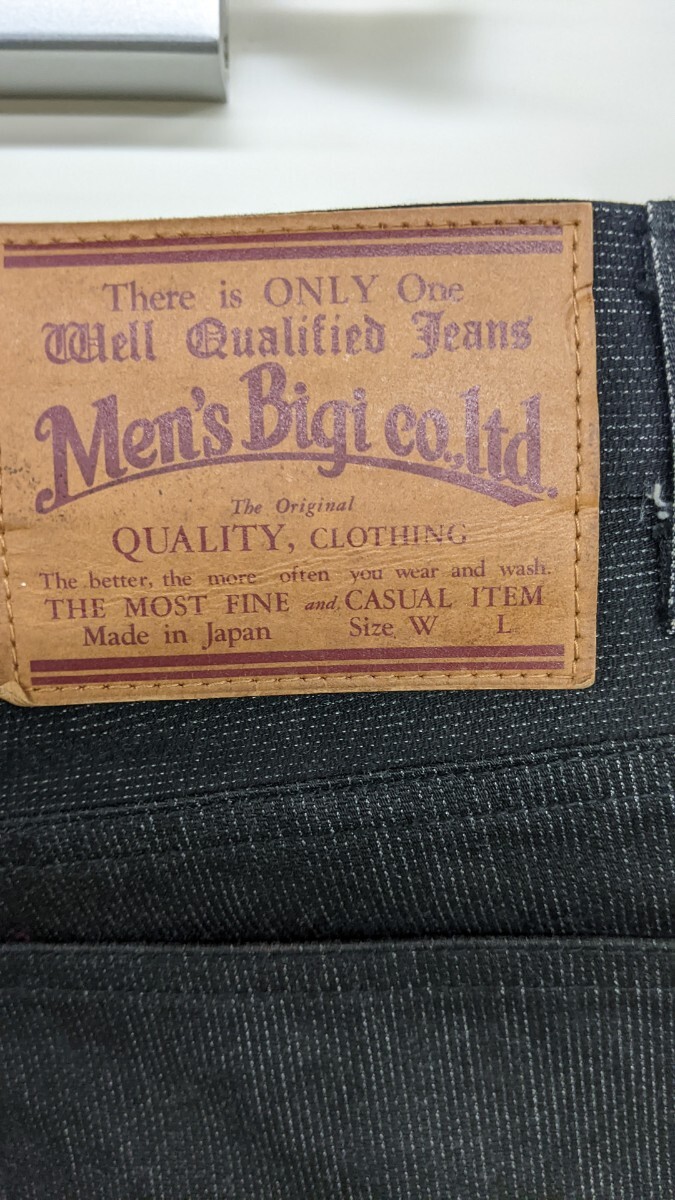 There is ONLY One
Well Qualified Jeans
Men's Bigi co.,ltd.
The Original
QUALITY, CLOTHING
The better, the more often you wear and wash.
THE MOST FINE and CASUAL ITEM
Made in Japan Size W L